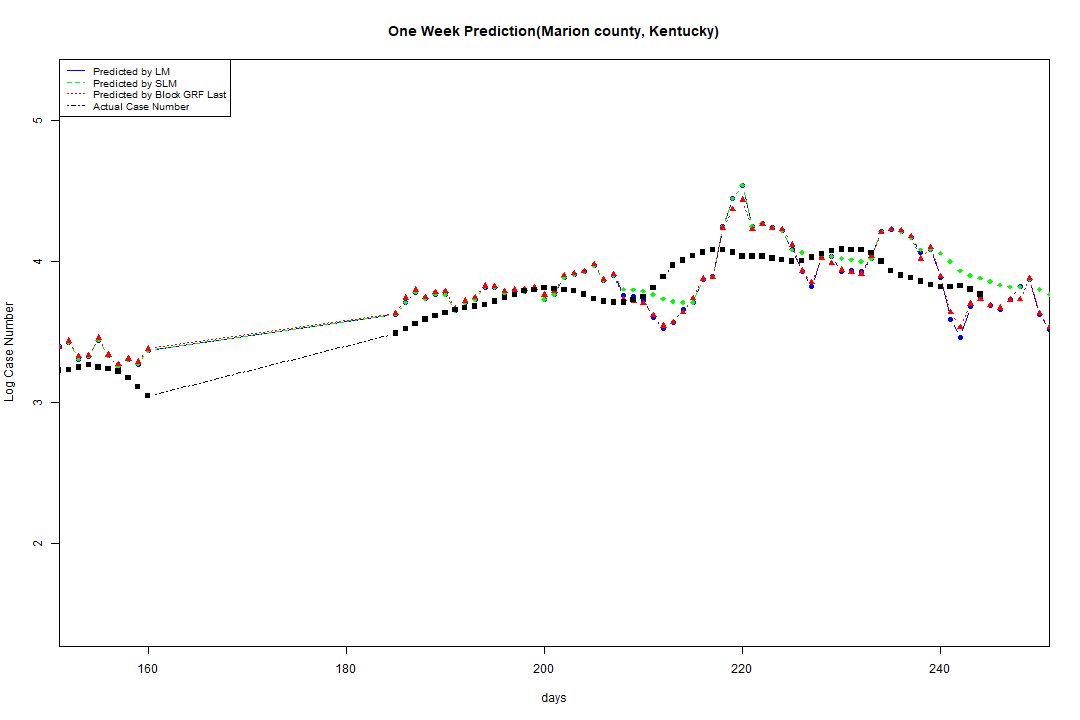 One Week Prediction(Marion county, Kentucky)
Predicted by LM
Predicted by SLM
Predicted by Block GRF Last
Actual Case Number
5
4
3
2
Log Case Number
160 180 200 220 240
days